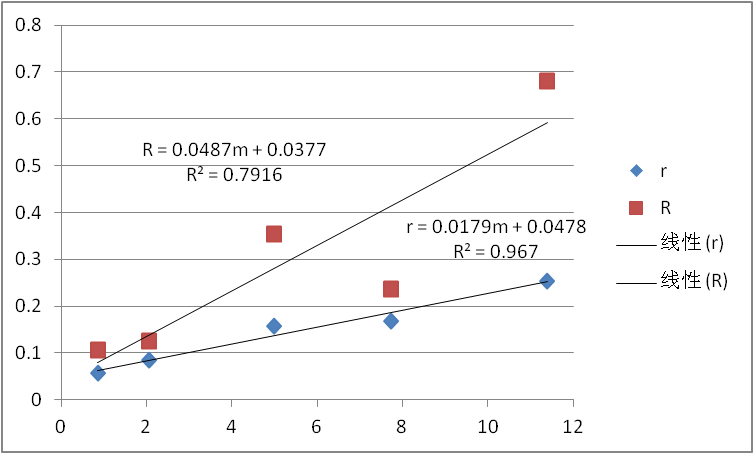 0.8
0.7
0.6
0.5
0.4
0.3
0.2
0.1
0
0
2
4
6
8
10
12
R = 0.0487m + 0.0377
R² = 0.7916
r = 0.0179m + 0.0478
R² = 0.967
r
R
线性 (r)
线性 (R)